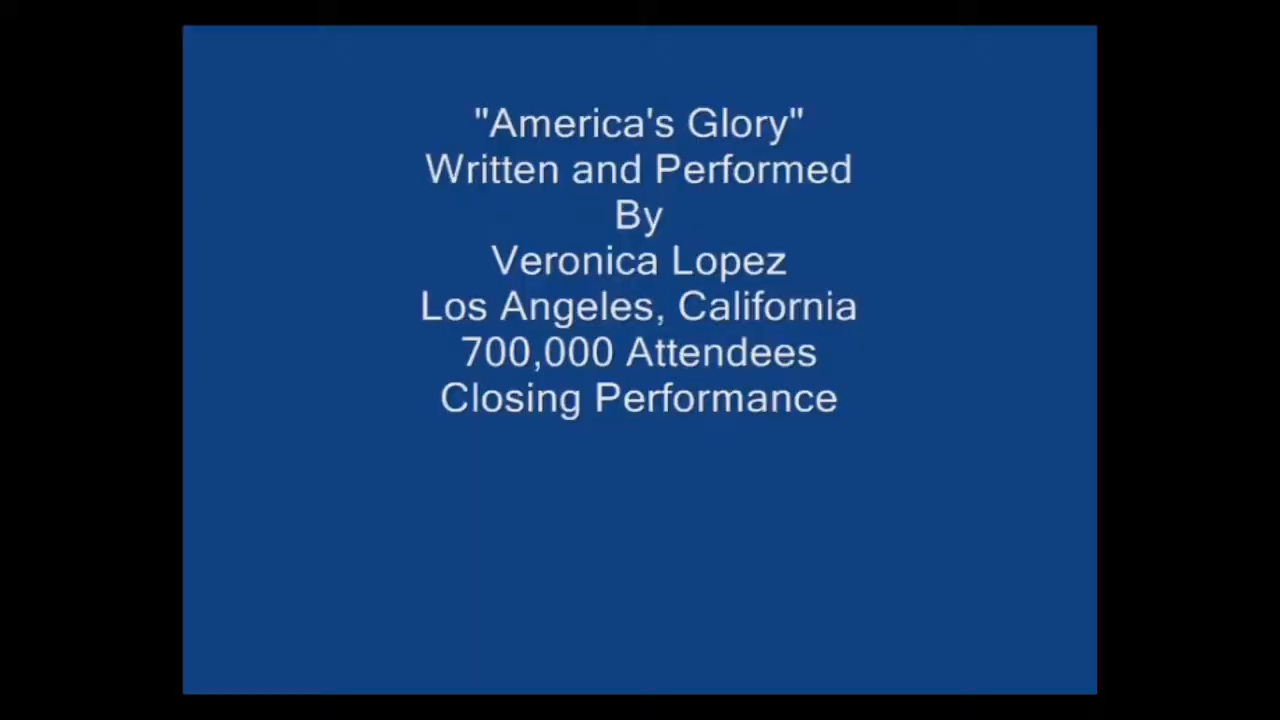 "America's Glory"
Written and Performed
By
Veronica Lopez
Los Angeles, California
700,000 Attendees
Closing Performance